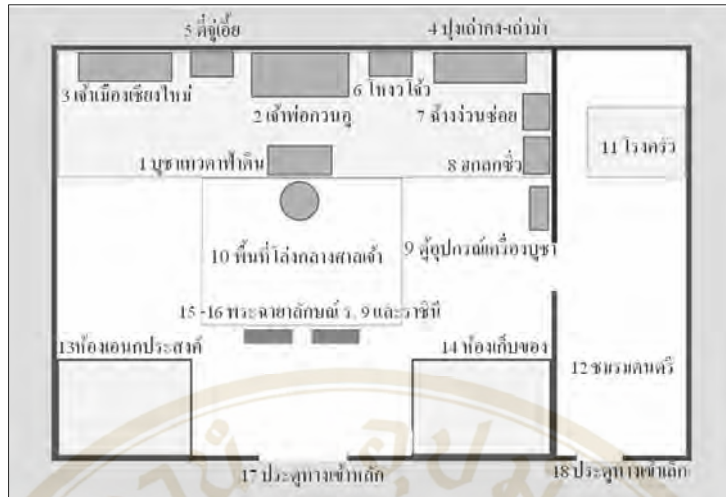 5 ตี่จู่เอี้ย
4 ปุงเถ่ากง-เถ่าม่า
3 เจ้าเมืองเชียงใหม่
2 เจ้าพ่อกวนอู
6 โหงวโจ้ว
7 ฉ้างง่วนช่อย
1 บูชาเทวดาฟ้าดิน
8 ฮกลกซิ่ว
11 โรงครัว
9 ตู้อุปกรณ์เครื่องบูชา
10 พื้นที่โล่งกลางศาลเจ้า
15 -16 พระฉายาลักษณ์ ร. 9 และราชินี
13ห้องเอนกประสงค์
14 ห้องเก็บของ
12 ชมรมดนตรี
17 ประตูทางเข้าหลัก
18 ประตูทางเข้าเล็ก